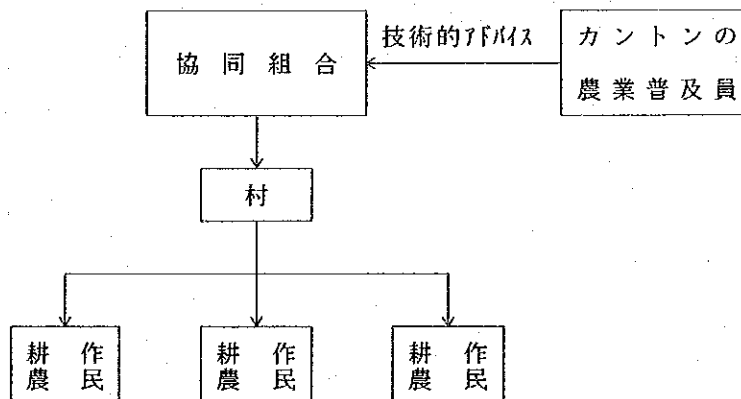 協同組合
技術的アドバイス
カントンの
農業普及員
村
耕作
農民
耕作
農民
耕作
農民